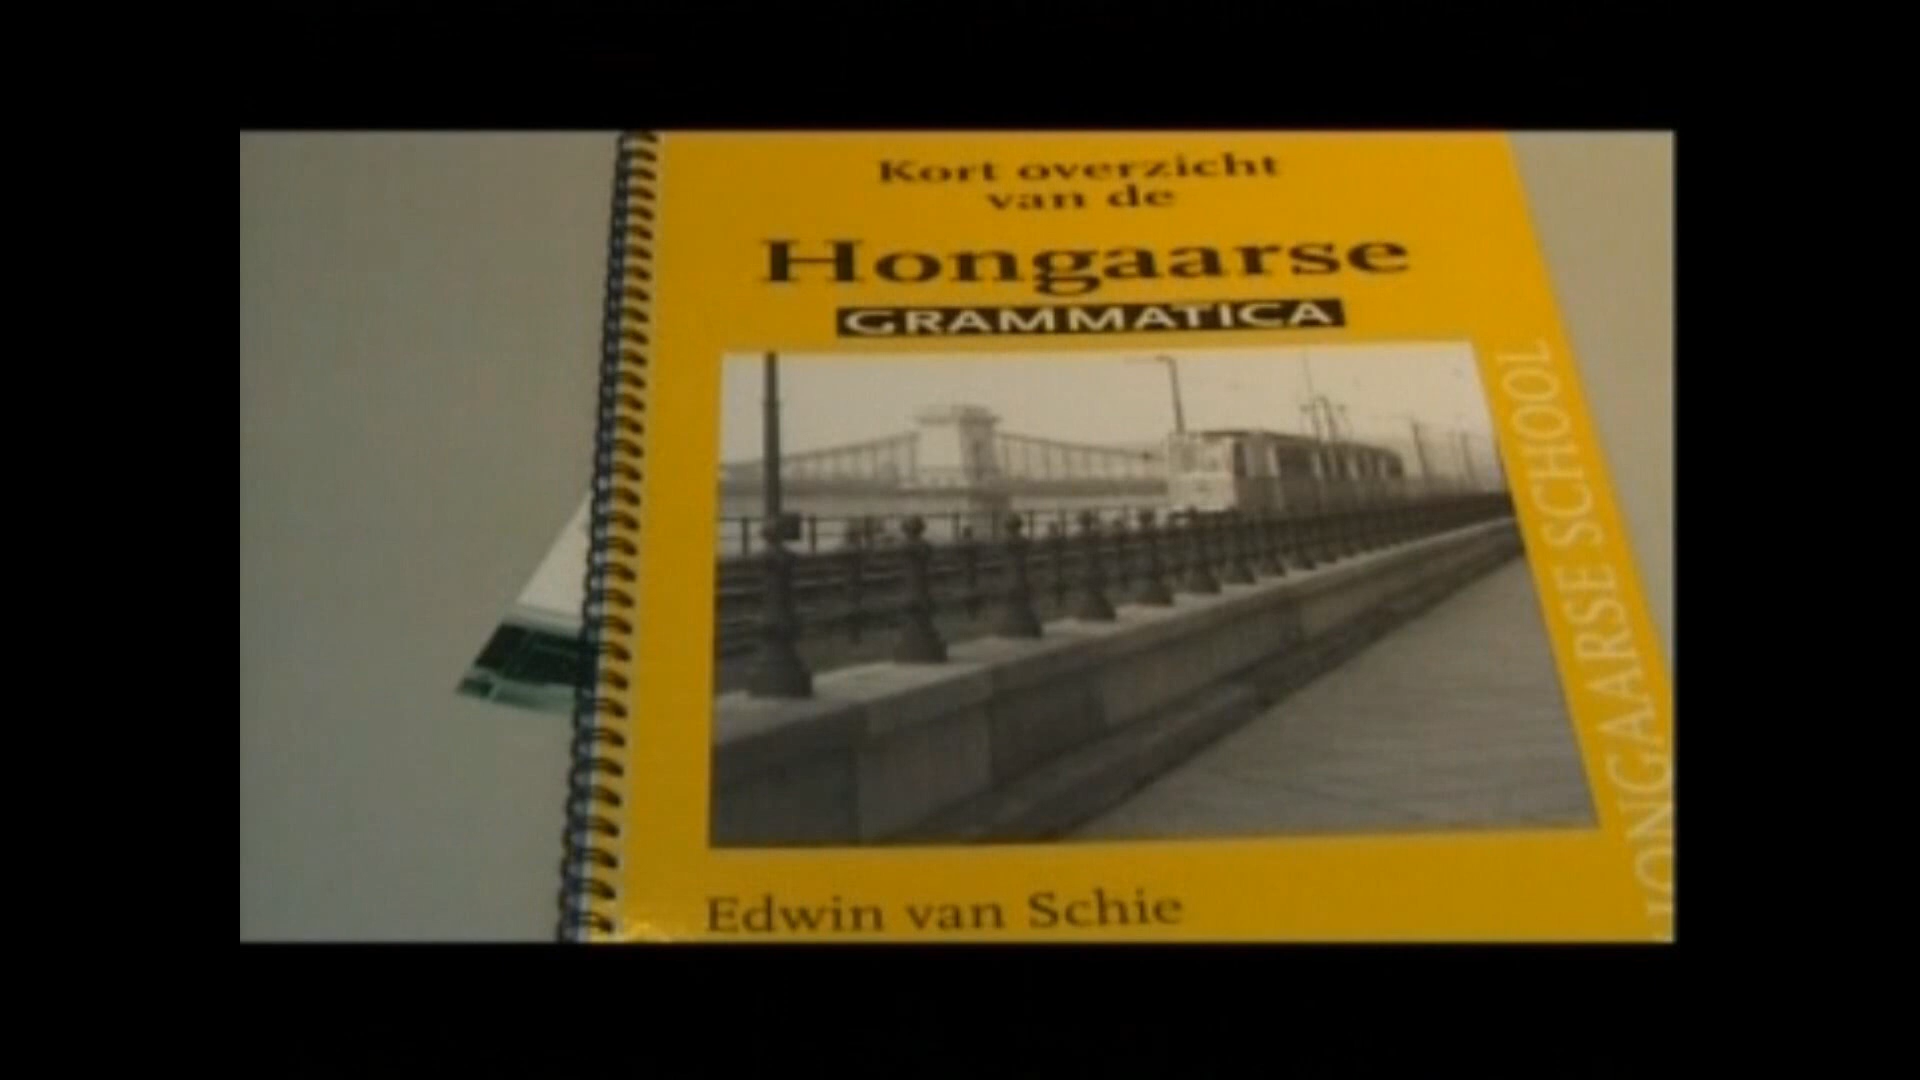 Kort overzicht
van de
Hongaarse
GRAMMATICA
HONGAARSE SCHOOL
Edwin van Schie